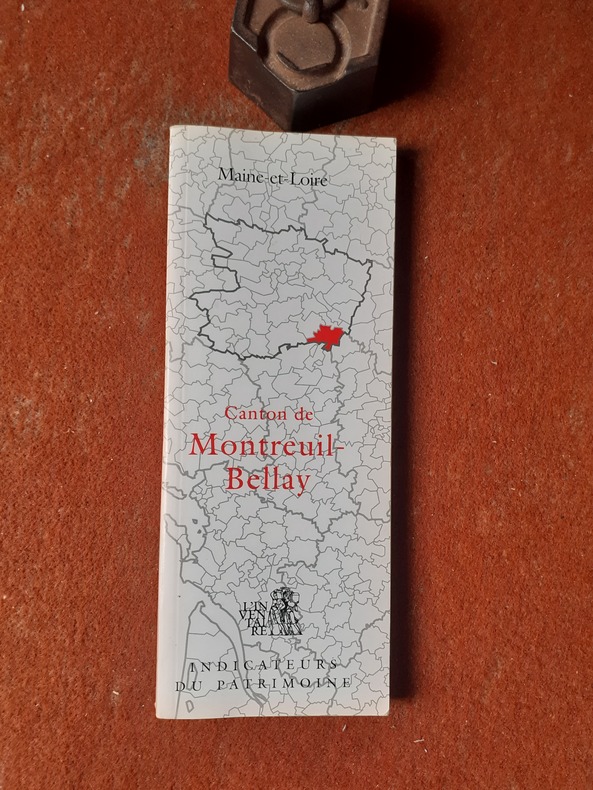 Maine-et-Loire
Canton de
Montreuil-
Bellay
L'IN
VEN
TAI
RE
INDICATEURS
DU PATRIMOINE